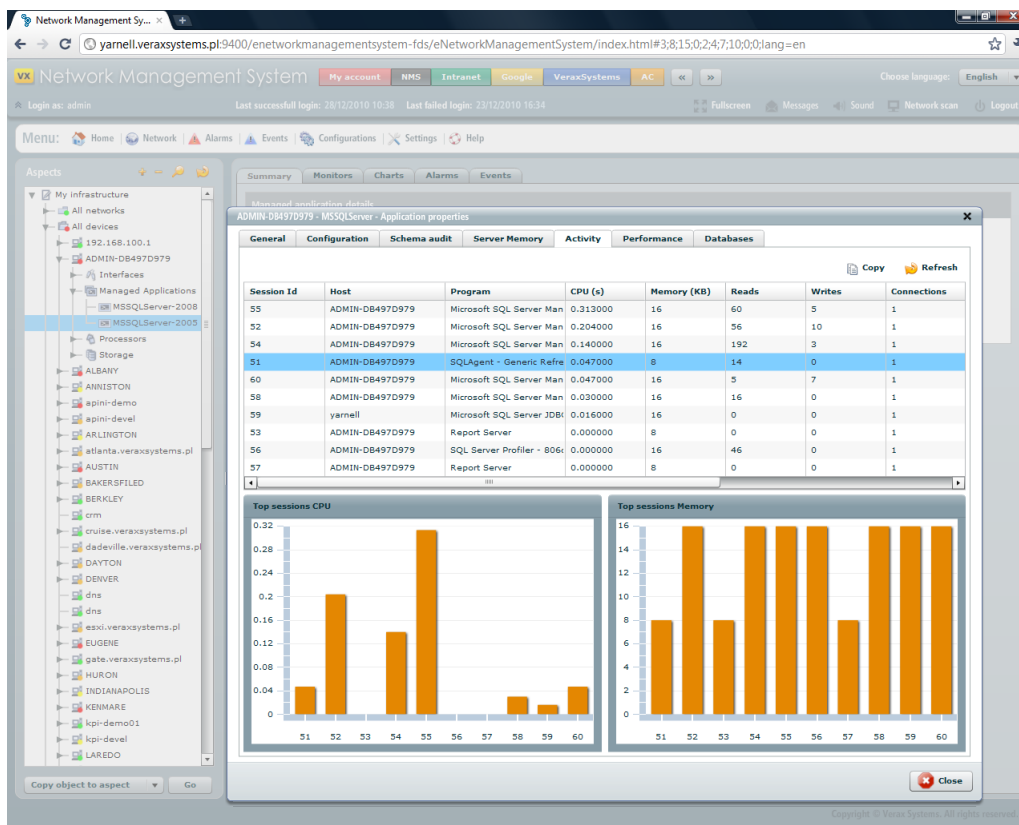 Network Management Sy... ×
yarnell.veraxsystems.pl:9400/enetworkmanagementsystem-fds/eNetworkManagementSystem/index.html#3;8;15;0;2;4;7;10;0;0;lang=en
VX Network Management System My account NMS Intranet Google VeraxSystems AC « » Choose language: English
Login as: admin Last successfull login: 28/12/2010 10:38 Last failed login: 23/12/2010 16:34 Fullscreen Messages Sound Network scan Logout
Menu: Home Network Alarms Events Configurations Settings Help
Aspects
My infrastructure
All networks
All devices
192.168.100.1
ADMIN-DB497D979
Interfaces
Managed Applications
MSSQLServer-2008
MSSQLServer-2005
Processors
Storage
ALBANY
ANNISTON
apini-demo
apini-devel
ARLINGTON
atlanta.veraxsystems.pl
AUSTIN
BAKERSFILED
BERKLEY
crm
cruise.veraxsystems.pl
dadeville.veraxsystems.pl
DAYTON
DENVER
dns
dns
esxi.veraxsystems.pl
EUGENE
gate.veraxsystems.pl
HURON
INDIANAPOLIS
KENMARE
kpi-demo01
kpi-devel
LAREDO
Copy object to aspect Go
Summary Monitors Charts Alarms Events
Managed application details
ADMIN-DB497D979 - MSSQLServer - Application properties
General Configuration Schema audit Server Memory Activity Performance Databases
Copy Refresh
Session Id Host Program CPU (s) Memory (KB) Reads Writes Connections
55 ADMIN-DB497D979 Microsoft SQL Server Man 0.313000 16 60 5 1
52 ADMIN-DB497D979 Microsoft SQL Server Man 0.204000 16 56 10 1
54 ADMIN-DB497D979 Microsoft SQL Server Man 0.140000 16 192 3 1
51 ADMIN-DB497D979 SQLAgent - Generic Refre 0.047000 8 14 0 1
60 ADMIN-DB497D979 Microsoft SQL Server Man 0.047000 16 5 7 1
58 ADMIN-DB497D979 Microsoft SQL Server Man 0.030000 16 16 0 1
59 yarnell Microsoft SQL Server JDB 0.016000 16 0 0 1
53 ADMIN-DB497D979 Report Server 0.000000 8 0 0 1
56 ADMIN-DB497D979 SQL Server Profiler - 806 0.000000 16 46 0 1
57 ADMIN-DB497D979 Report Server 0.000000 8 0 0 1
Top sessions CPU
0.32
0.28
0.24
0.2
0.16
0.12
0.08
0.04
0
51 52 53 54 55 56 57 58 59 60
Top sessions Memory
16
14
12
10
8
6
4
2
0
51 52 53 54 55 56 57 58 59 60
Close
Copyright © Verax Systems. All rights reserved.